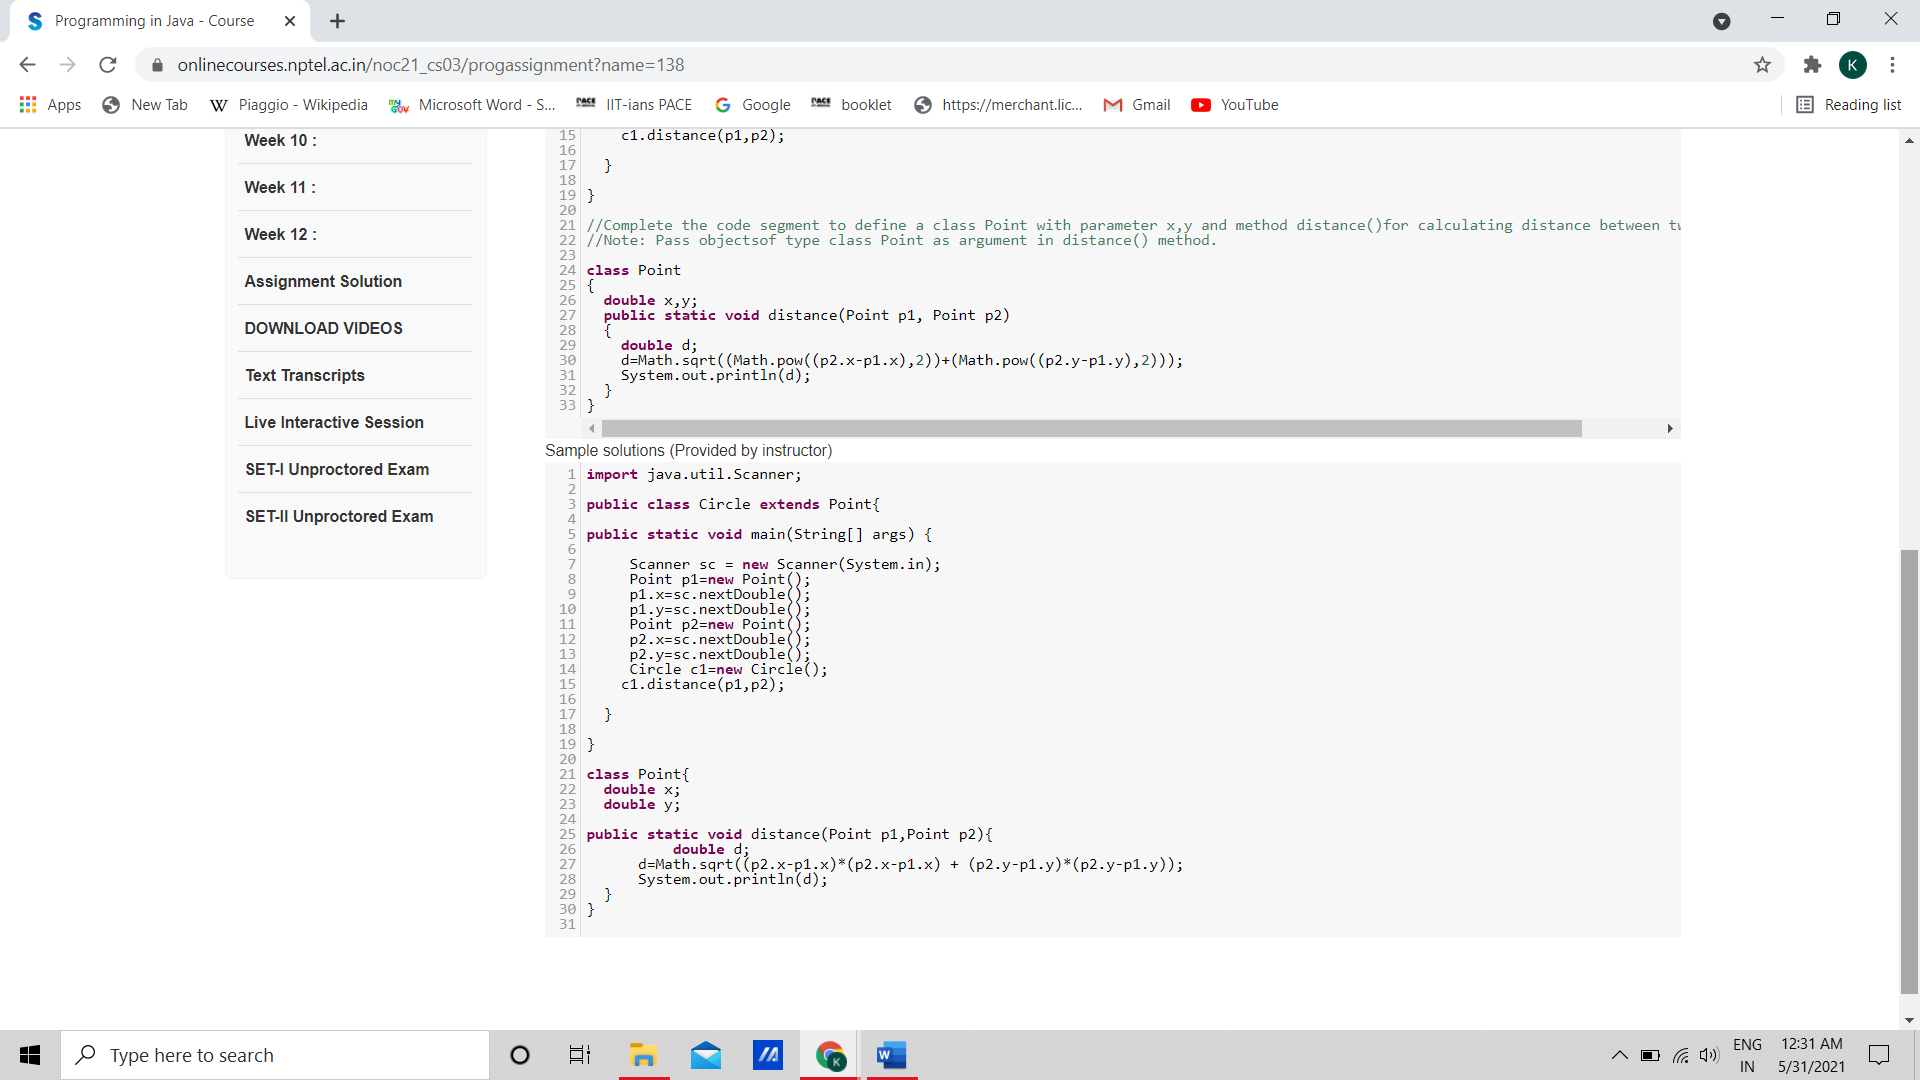 Programming in Java - Course
onlinecourses.nptel.ac.in/noc21_cs03/progassignment?name=138
K
Apps New Tab W Piaggio - Wikipedia Microsoft Word - S... IIT-ians PACE Google booklet https://merchant.lic... Gmail YouTube Reading list
Week 10 :
Week 11 :
Week 12 :
Assignment Solution
DOWNLOAD VIDEOS
Text Transcripts
Live Interactive Session
SET-I Unproctored Exam
SET-II Unproctored Exam
15 c1.distance(p1,p2);
16
17 }
18
19 }
20
21 //Complete the code segment to define a class Point with parameter x,y and method distance()for calculating distance between
22 //Note: Pass objectsof type class Point as argument in distance() method.
23
24 class Point
25 {
26 double x,y;
27 public static void distance(Point p1, Point p2)
28 {
29 double d;
30 d=Math.sqrt((Math.pow((p2.x-p1.x),2))+(Math.pow((p2.y-p1.y),2)));
31 System.out.println(d);
32 }
33 }
Sample solutions (Provided by instructor)
1 import java.util.Scanner;
2
3 public class Circle extends Point{
4
5 public static void main(String[] args) {
6
7 Scanner sc = new Scanner(System.in);
8 Point p1=new Point();
9 p1.x=sc.nextDouble();
10 p1.y=sc.nextDouble();
11 Point p2=new Point();
12 p2.x=sc.nextDouble();
13 p2.y=sc.nextDouble();
14 Circle c1=new Circle();
15 c1.distance(p1,p2);
16
17 }
18
19 }
20
21 class Point{
22 double x;
23 double y;
24
25 public static void distance(Point p1,Point p2){
26 double d;
27 d=Math.sqrt((p2.x-p1.x)*(p2.x-p1.x) + (p2.y-p1.y)*(p2.y-p1.y));
28 System.out.println(d);
29 }
30 }
31
Type here to search
K
W
ENG
IN
12:31 AM
5/31/2021